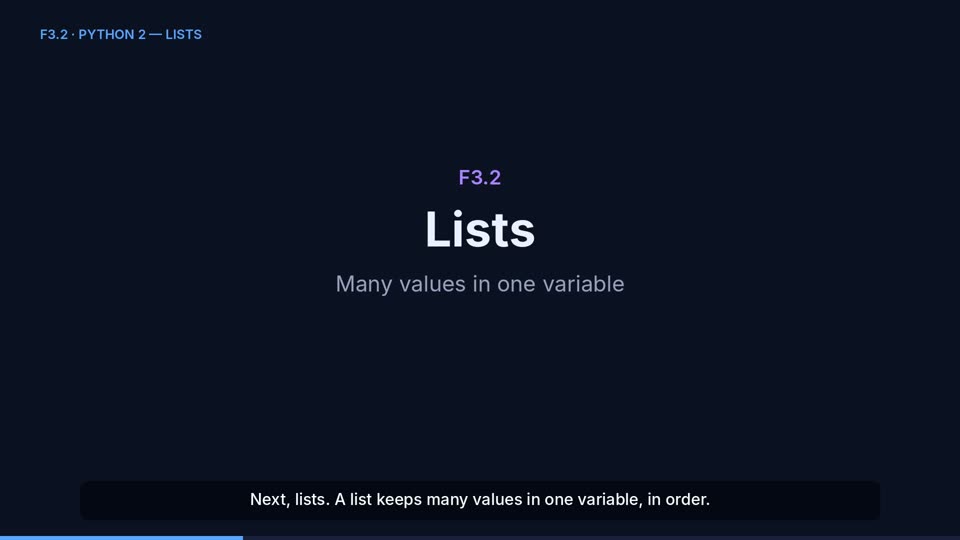 F3.2 · PYTHON 2 — LISTS
F3.2
Lists
Many values in one variable
Next, lists. A list keeps many values in one variable, in order.